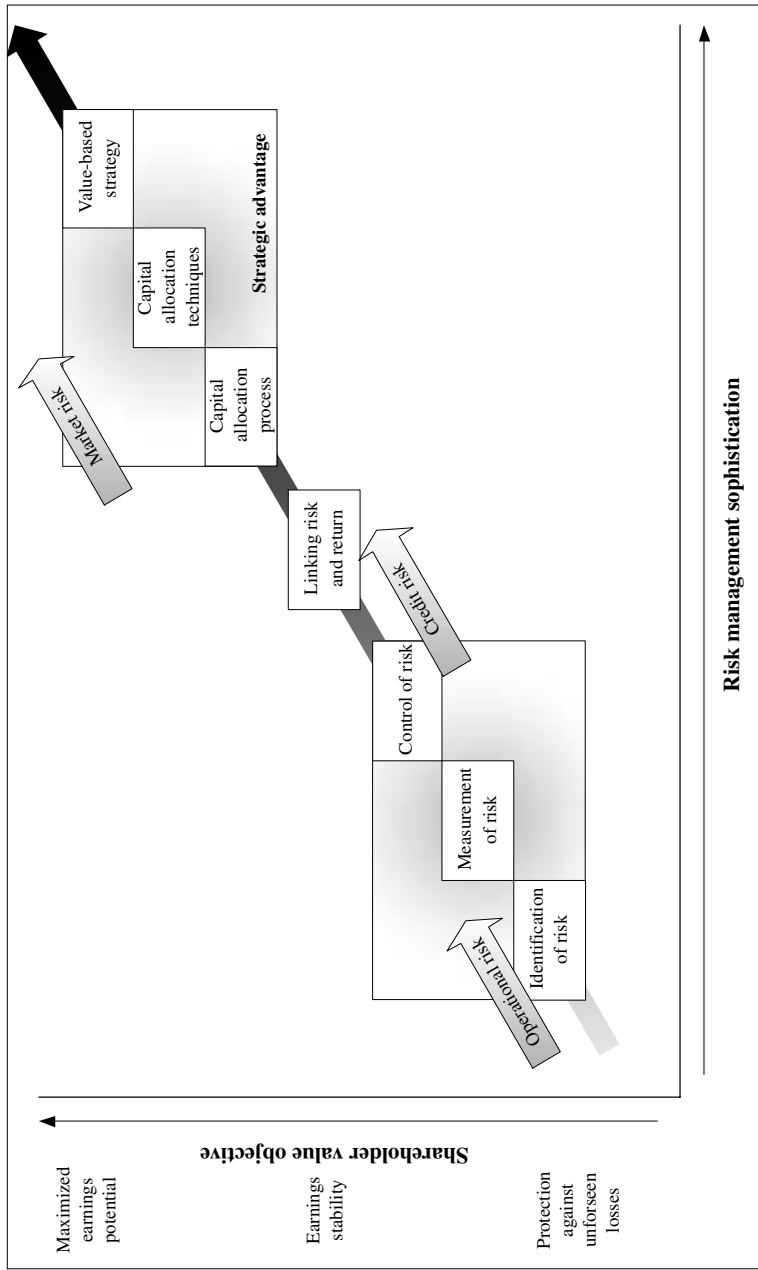 Maximized
earnings
potential
Earnings
stability
Protection
against
unforseen
losses
Shareholder value objective
Market risk
Value-based
strategy
Capital
allocation
techniques
Capital
allocation
process
Strategic advantage
Linking risk
and return
Credit risk
Control of risk
Measurement
of risk
Operational risk
Identification
of risk
Risk management sophistication